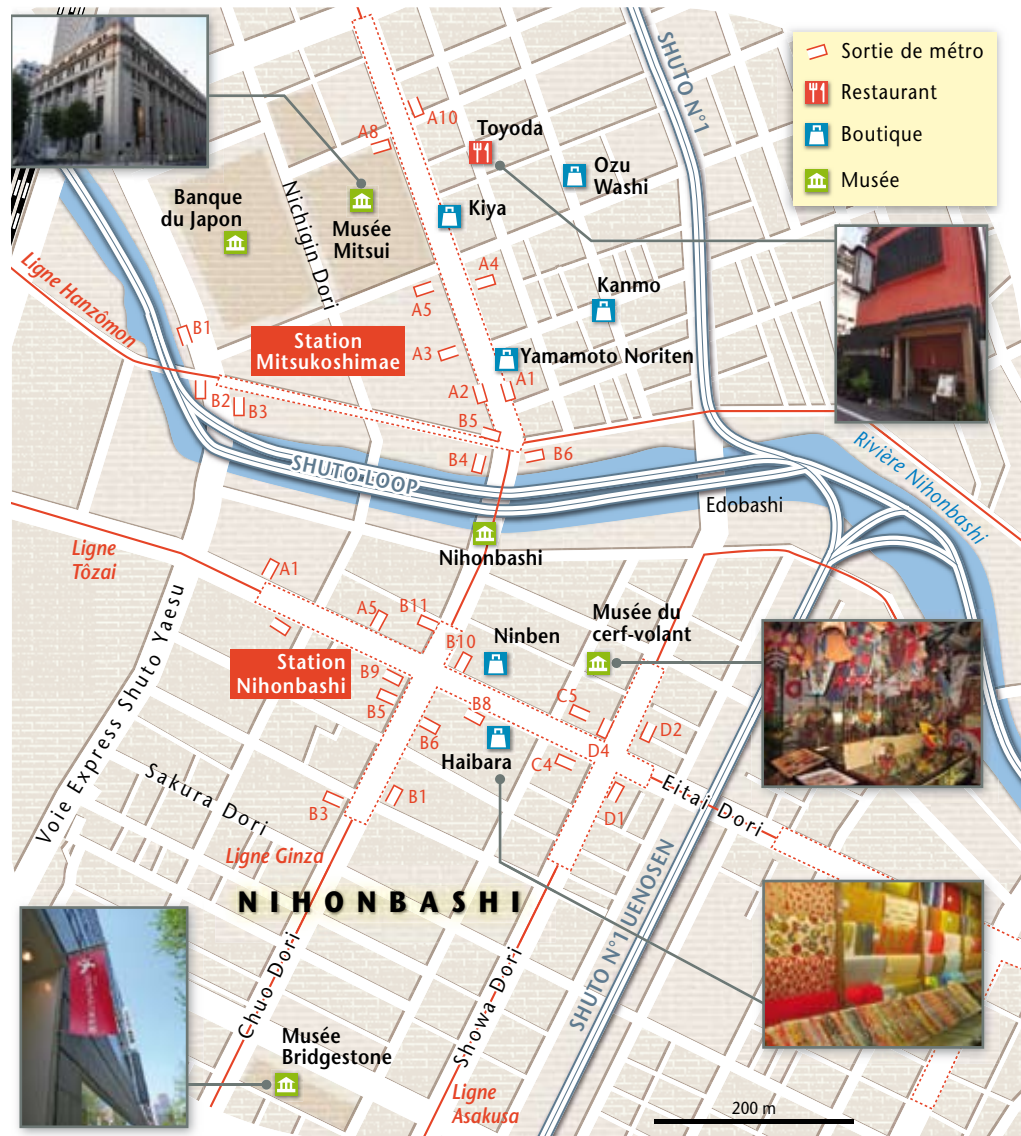 Sortie de métro
Restaurant
Boutique
Musée
SHUTO N°1
A10
A8
Toyoda
Ozu
Washi
Banque
du Japon
Nichigin Dori
Musée
Mitsui
Kiya
Ligne Hanzômon
A4
A5
Kanmo
B1
Station
Mitsukoshimae
A3
Yamamoto Noriten
A2
A1
B2
B3
B5
B4
B6
SHUTO LOOP
Rivière Nihonbashi
Edobashi
Nihonbashi
Ligne
Tôzai
A1
A5
B11
B10
Ninben
Musée du
cerf-volant
Station
Nihonbashi
B9
B5
B8
B6
Haibara
C5
D4
D2
C4
D1
Voie Express Shuto Yaesu
Sakura Dori
B3
B1
Eitai Dori
Ligne Ginza
NIHONBASHI
SHUTO N°1 UENOSEN
Chuo Dori
Showa Dori
Musée
Bridgestone
Ligne
Asakusa
200 m